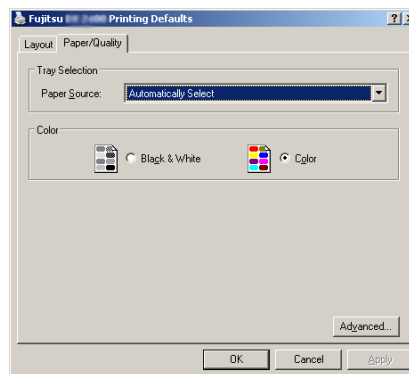 Fujitsu Printing Defaults
Layout Paper/Quality
Tray Selection
Paper Source: Automatically Select
Color
Black & White Color
Advanced...
OK Cancel Apply